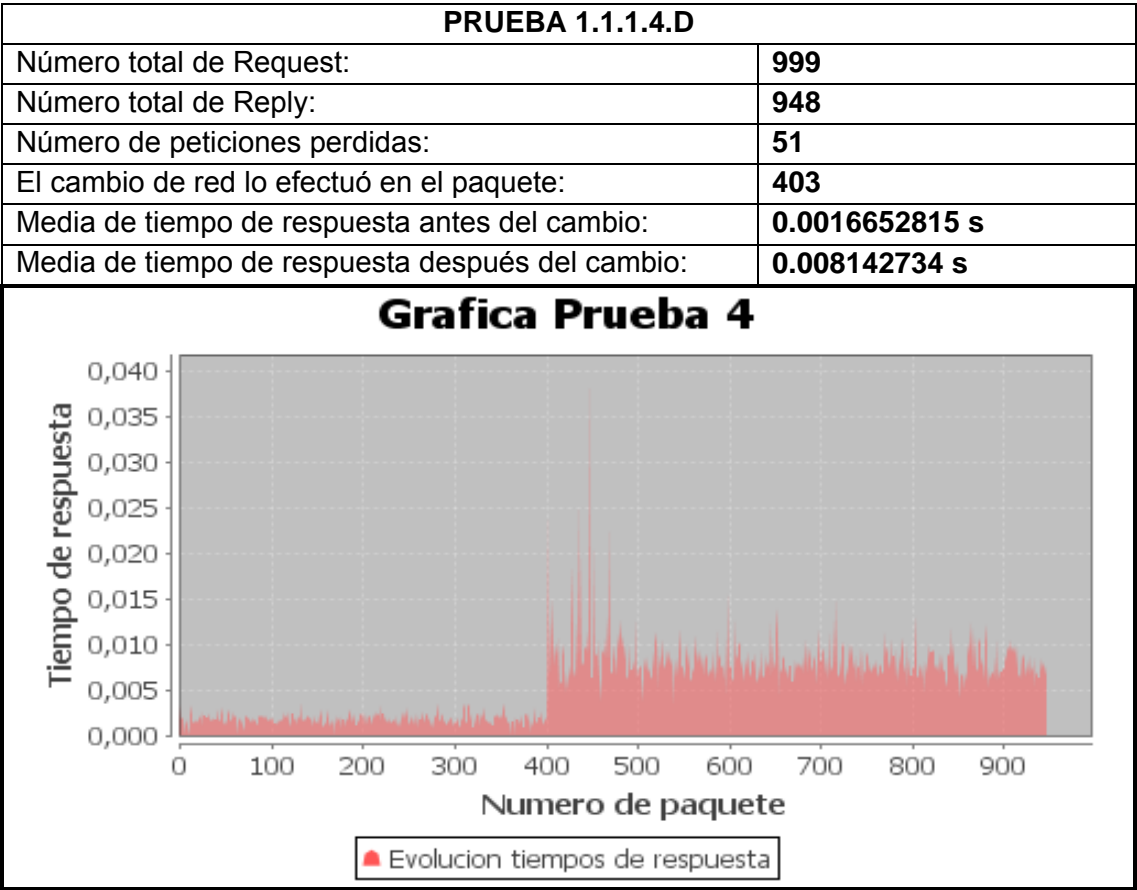 PRUEBA 1.1.1.4.D
Número total de Request: 999
Número total de Reply: 948
Número de peticiones perdidas: 51
El cambio de red lo efectuó en el paquete: 403
Media de tiempo de respuesta antes del cambio: 0.0016652815 s
Media de tiempo de respuesta después del cambio: 0.008142734 s
Grafica Prueba 4
Tiempo de respuesta
0,040
0,035
0,030
0,025
0,020
0,015
0,010
0,005
0,000
0 100 200 300 400 500 600 700 800 900
Numero de paquete
Evolucion tiempos de respuesta